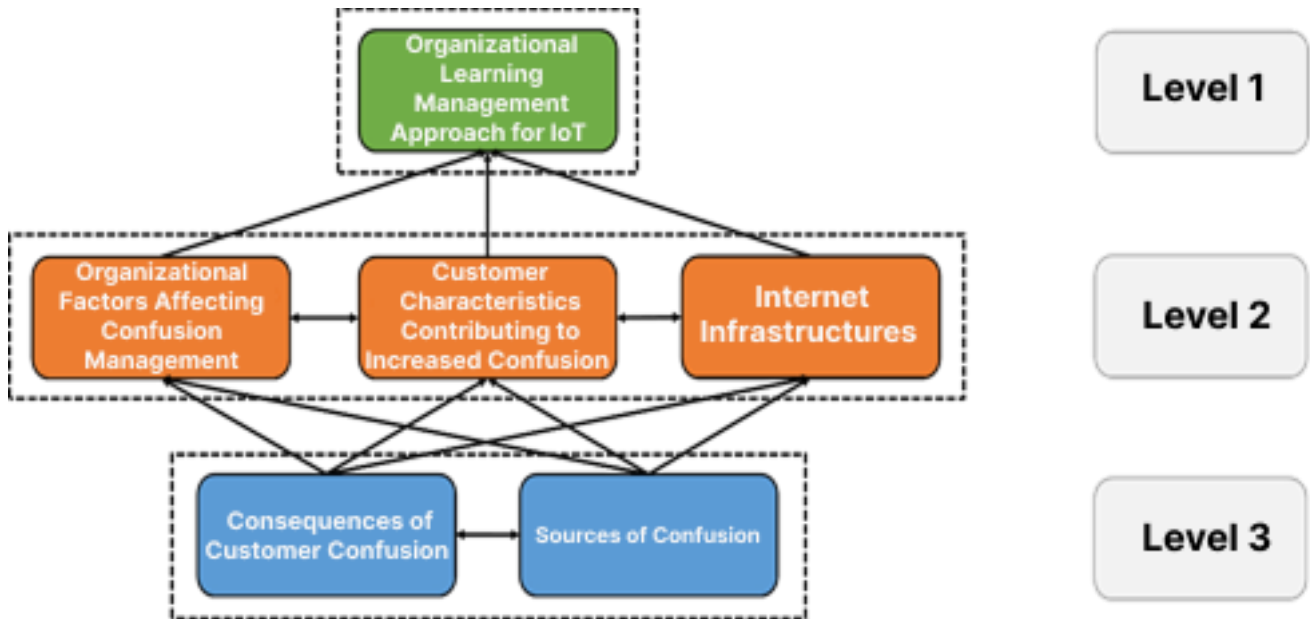 Organizational
Learning
Management
Approach for IoT
Level 1
Organizational
Factors Affecting
Confusion
Management
Customer
Characteristics
Contributing to
Increased Confusion
Internet
Infrastructures
Level 2
Consequences of
Customer Confusion
Sources of Confusion
Level 3